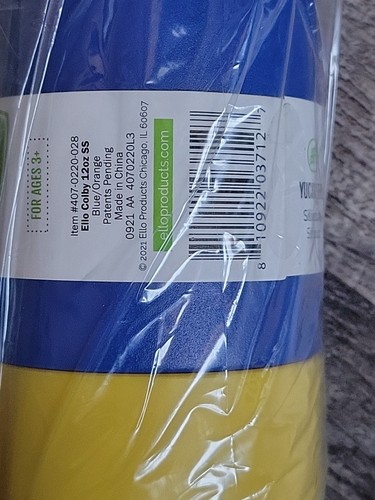 FOR AGES 3+
Item #407-0220-028
Ello Colby 12oz SS
Blue/Orange
Patents Pending
Made in China
0921 AA 4070220L3
© 2021 Ello Products Chicago, IL 60607
elloproducts.com
8 10922 03712